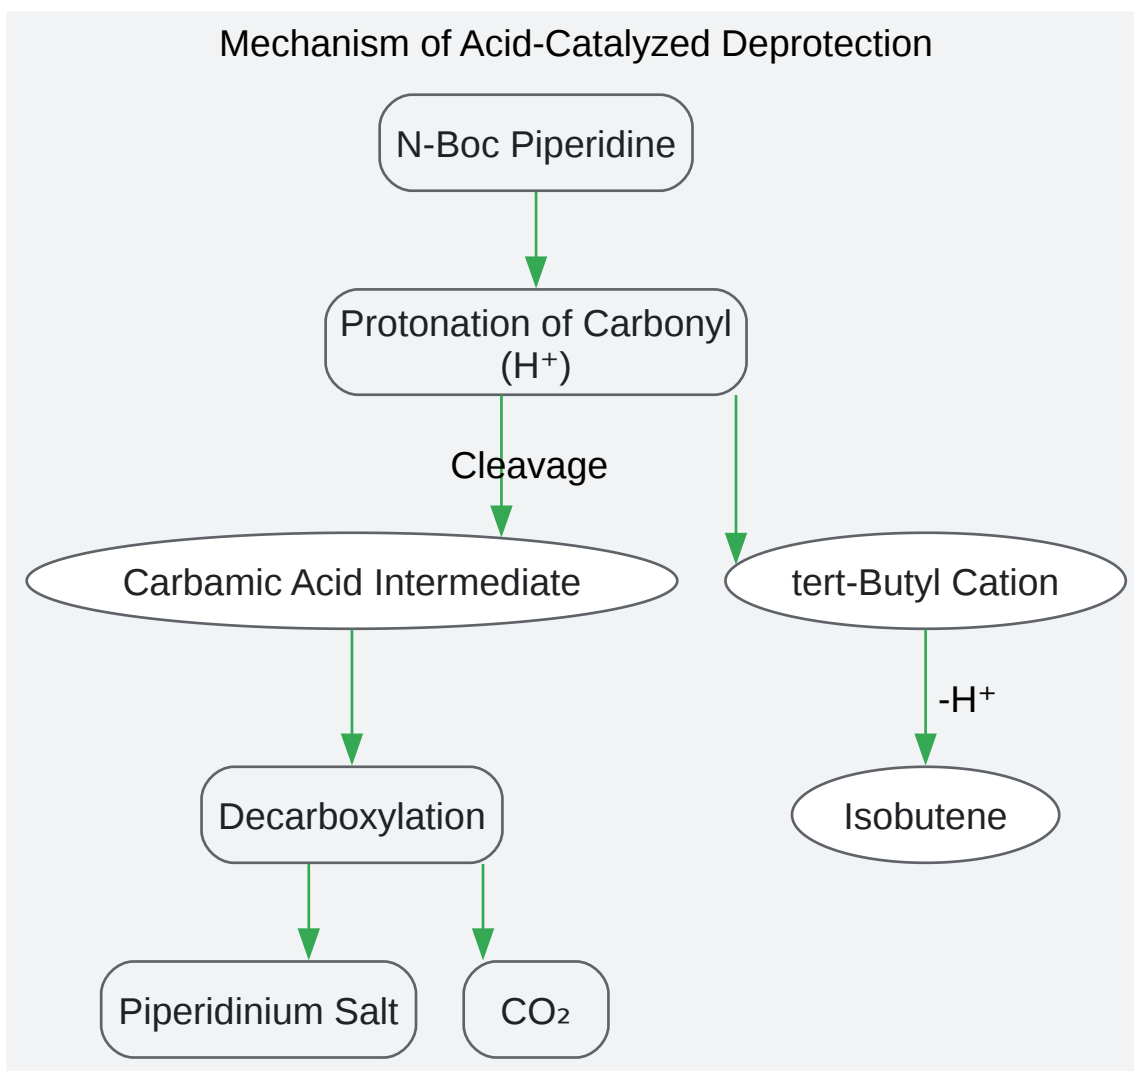 Mechanism of Acid-Catalyzed Deprotection
N-Boc Piperidine
Protonation of Carbonyl
(H⁺)
Cleavage
Carbamic Acid Intermediate
tert-Butyl Cation
-H⁺
Decarboxylation
Isobutene
Piperidinium Salt
CO₂